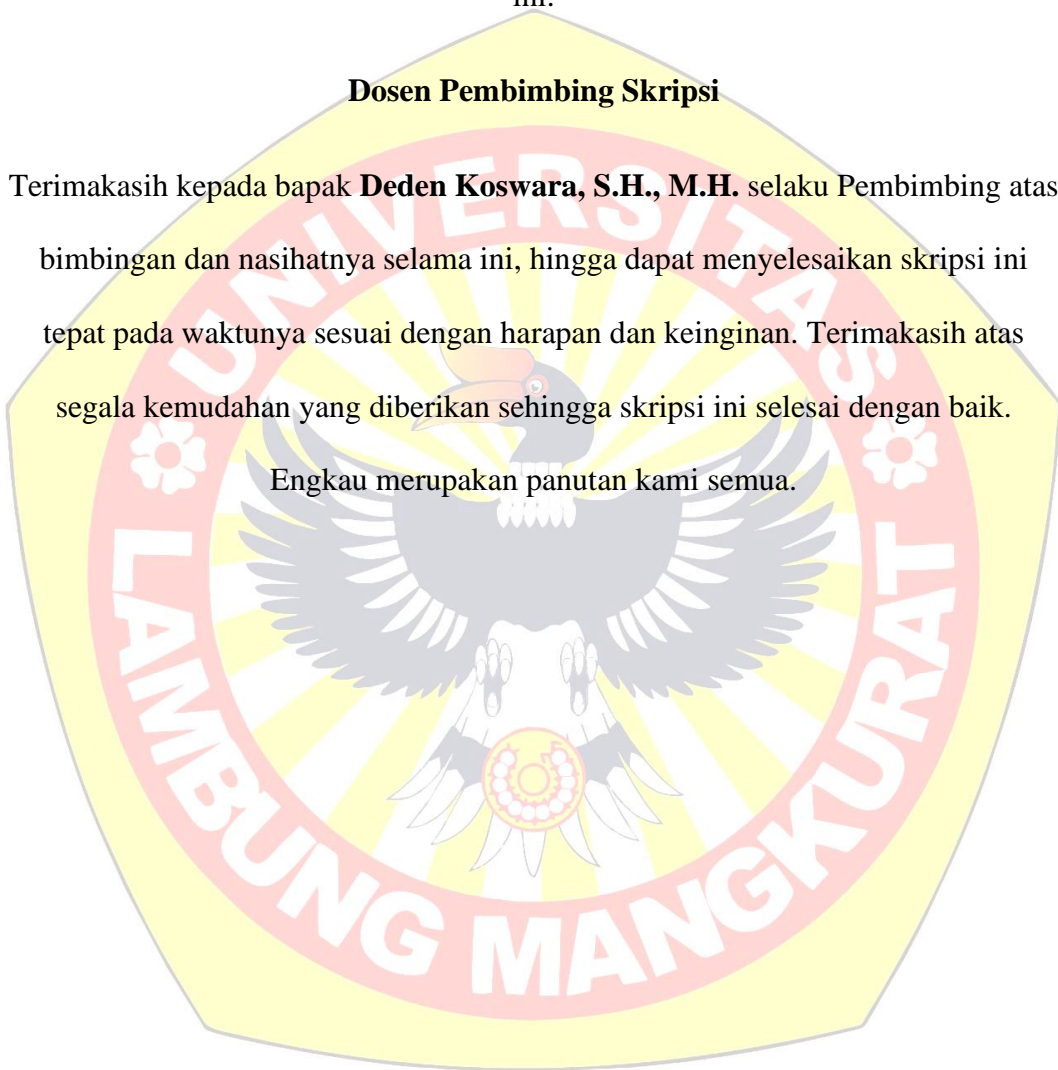 ini.
Dosen Pembimbing Skripsi
Terimakasih kepada bapak Deden Koswara, S.H., M.H. selaku Pembimbing atas
bimbingan dan nasihatnya selama ini, hingga dapat menyelesaikan skripsi ini
tepat pada waktunya sesuai dengan harapan dan keinginan. Terimakasih atas
segala kemudahan yang diberikan sehingga skripsi ini selesai dengan baik.
Engkau merupakan panutan kami semua.
UNIVERSITAS
LAMBUNG MANGKURAT